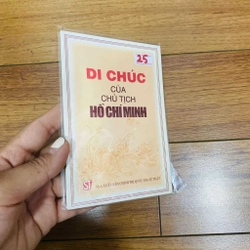 25
DI CHÚC
CỦA
CHỦ TỊCH
HỒ CHÍ MINH
ST